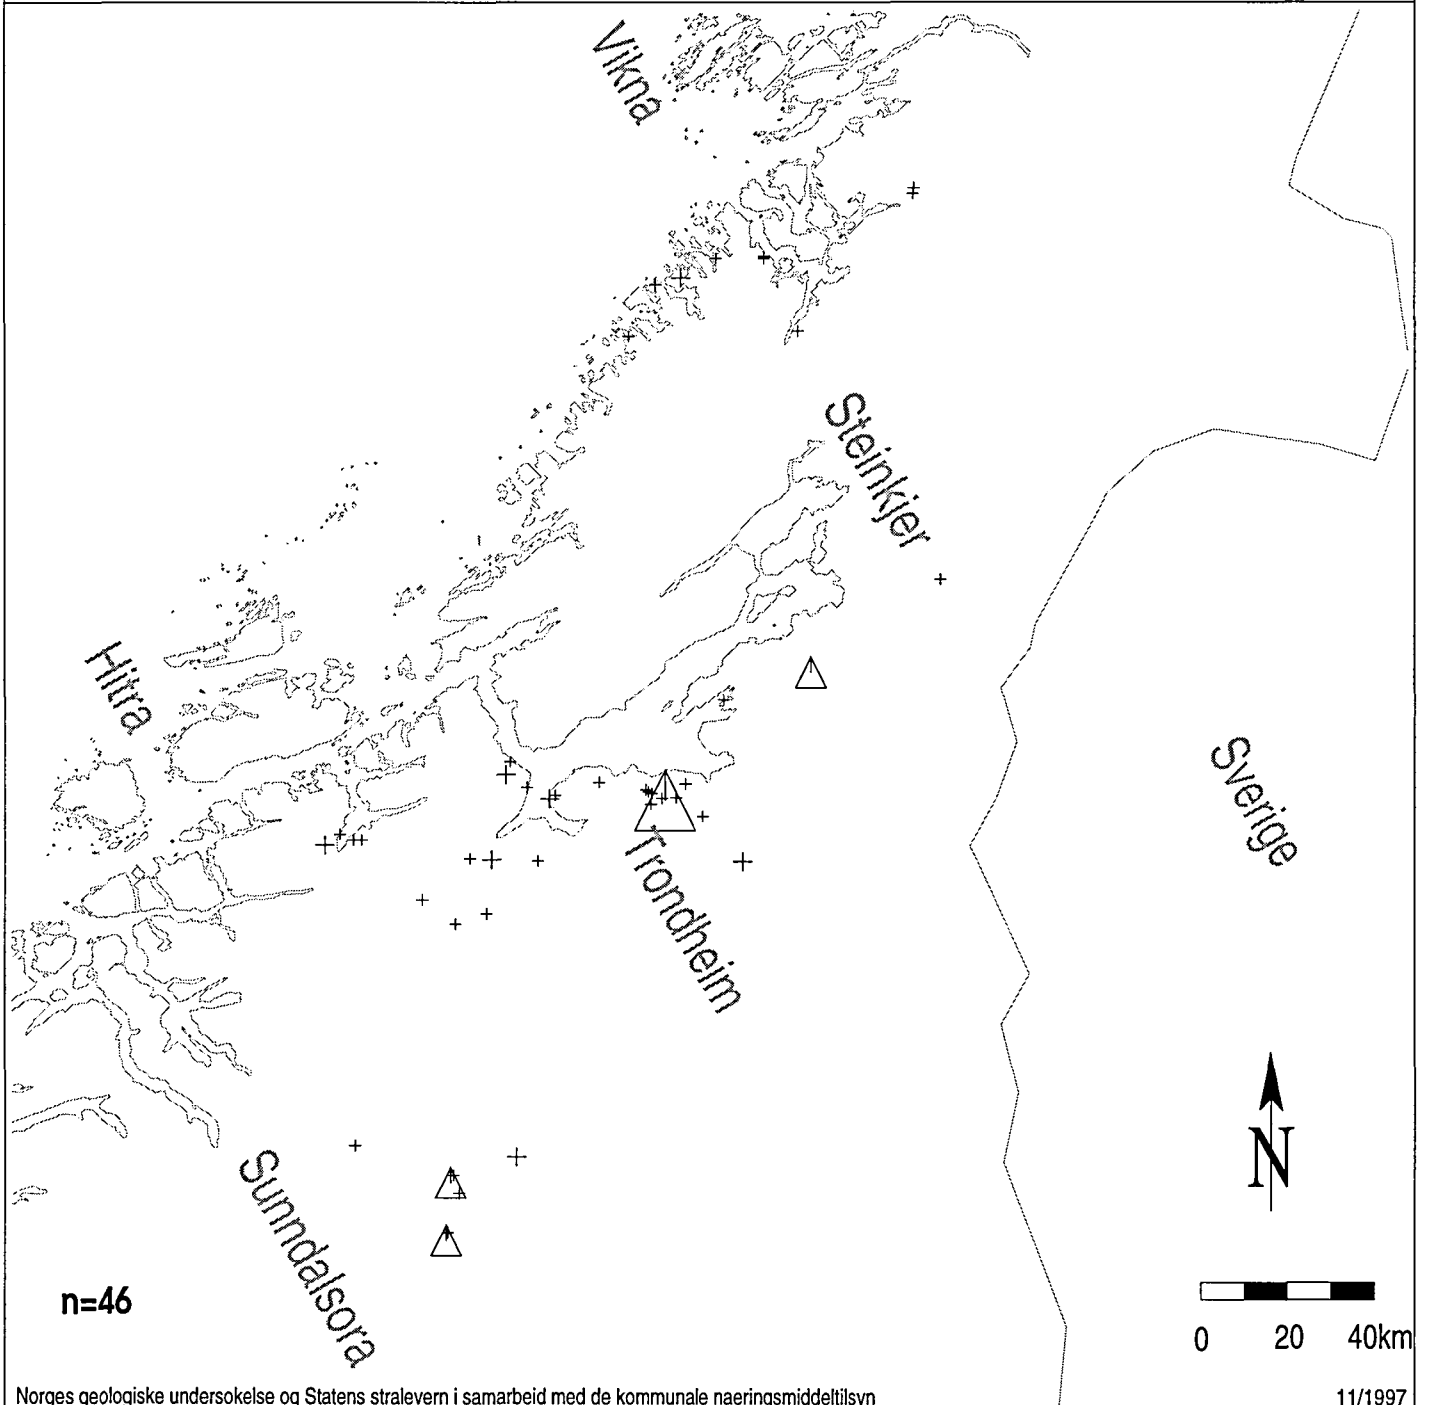 Vikna
Steinkjer
Hitra
Sverige
Trondheim
N
Sunndalsora
n=46
0 20 40km
Norges geologiske undersokelse og Statens stralevern i samarbeid med de kommunale naeringsmiddeltilsyn
11/1997